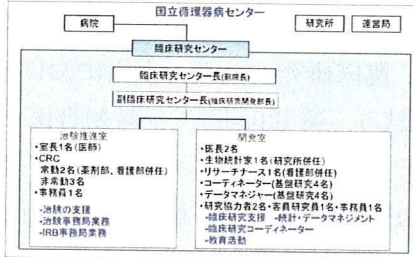 国立循環器病センター
病院
研究所
運営局
臨床研究センター
臨床研究センター長(副院長)
副臨床研究センター長(臨床研究開発部長)
治験推進室
・室長1名(医師)
・CRC
常勤2名(薬剤部、看護部併任)
非常勤3名
・事務員1名
-治験の支援
-治験事務局業務
-IRB事務局業務
開発室
・医長2名
・生物統計家1名(研究所併任)
・リサーチナース1名(看護部併任)
・コーディネーター(基盤研究4名)
・データマネジャー(基盤研究4名)
・研究協力者2名・客員研究員1名・事務員1名
-臨床研究支援 -統計・データマネジメント
-臨床研究コーディネーター
-教育活動